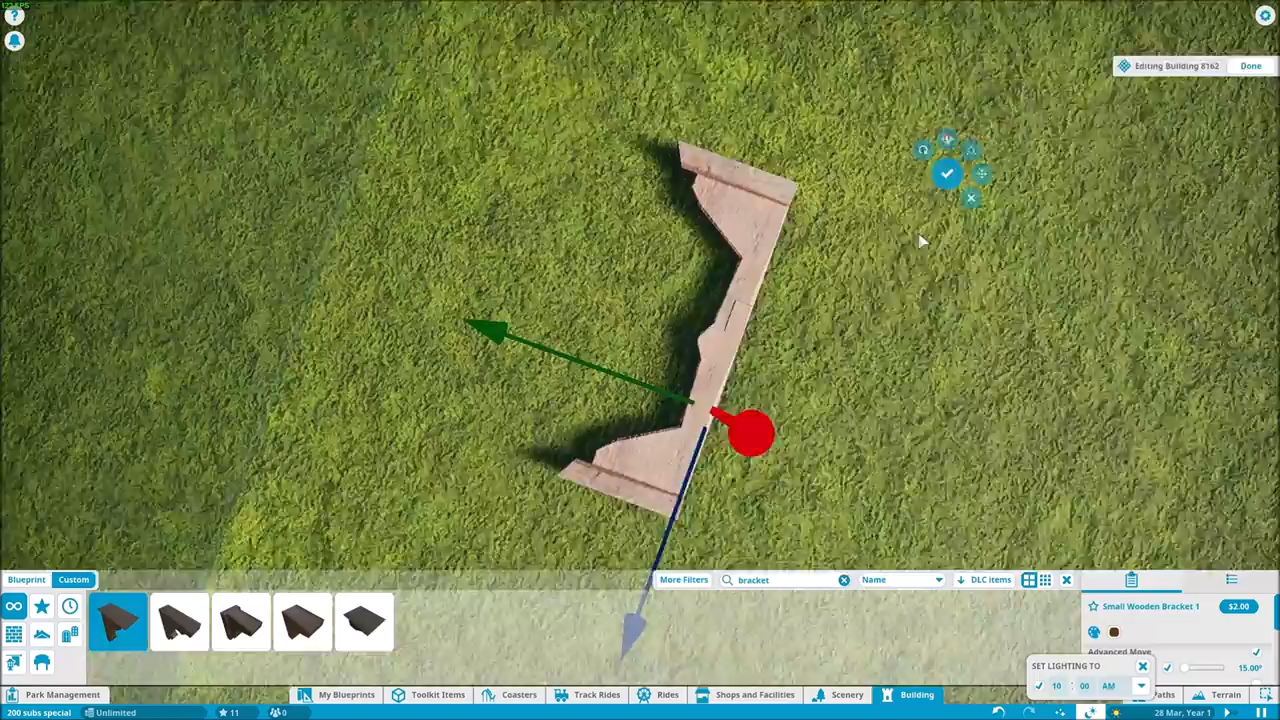 122 FPS
?
Editing Building 8162 Done
Blueprint Custom More Filters bracket Name DLC items
Small Wooden Bracket 1 $2.00
Advanced Move
15.00°
SET LIGHTING TO
10 : 00 AM
Park Management My Blueprints Toolkit Items Coasters Track Rides Rides Shops and Facilities Scenery Building Paths Terrain
200 subs special Unlimited 11 0 28 Mar, Year 1